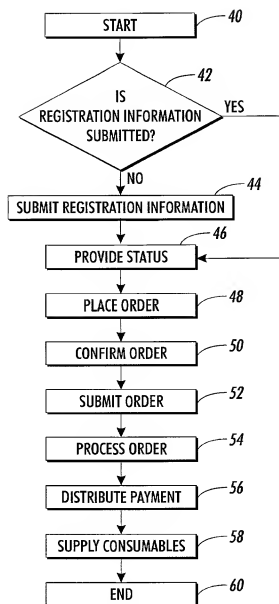 START 40
42
IS
REGISTRATION INFORMATION
SUBMITTED?
YES
NO
44
SUBMIT REGISTRATION INFORMATION
46
PROVIDE STATUS
PLACE ORDER 48
CONFIRM ORDER 50
SUBMIT ORDER 52
PROCESS ORDER 54
DISTRIBUTE PAYMENT 56
SUPPLY CONSUMABLES 58
END 60